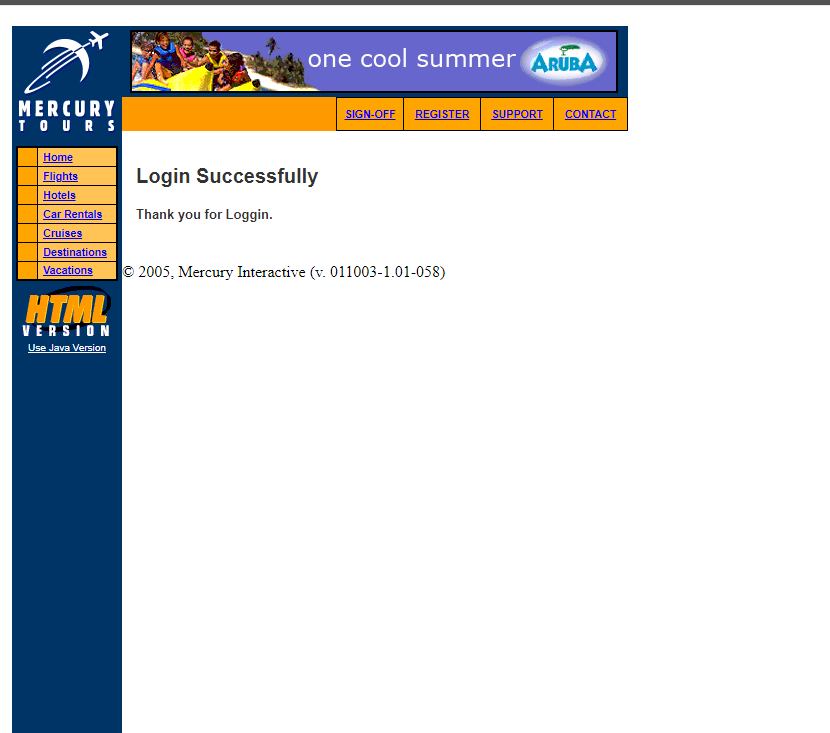 one cool summer ARUBA
MERCURY
TOURS
SIGN-OFF REGISTER SUPPORT CONTACT
Home
Flights
Hotels
Car Rentals
Cruises
Destinations
Vacations
HTML
VERSION
Use Java Version
Login Successfully
Thank you for Loggin.
© 2005, Mercury Interactive (v. 011003-1.01-058)